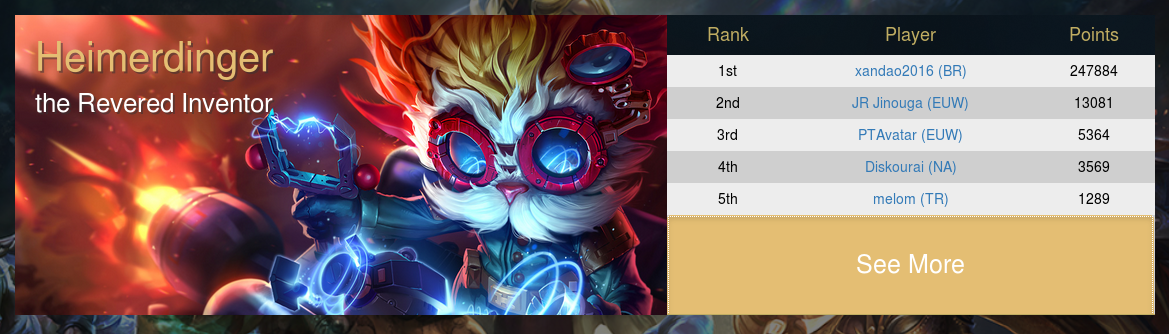 Heimerdinger
the Revered Inventor
Rank Player Points
1st xandao2016 (BR) 247884
2nd JR Jinouga (EUW) 13081
3rd PTAvatar (EUW) 5364
4th Diskourai (NA) 3569
5th melom (TR) 1289
See More